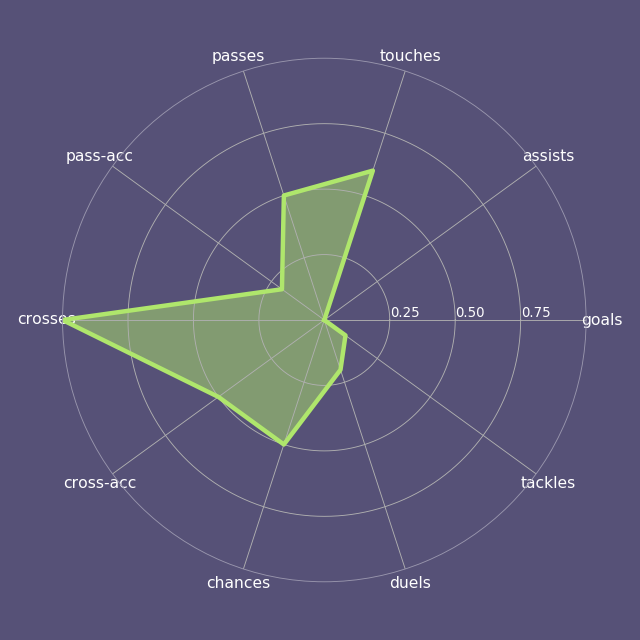 passes touches
pass-acc assists
0.25 0.50 0.75
crosses goals
cross-acc tackles
chances duels